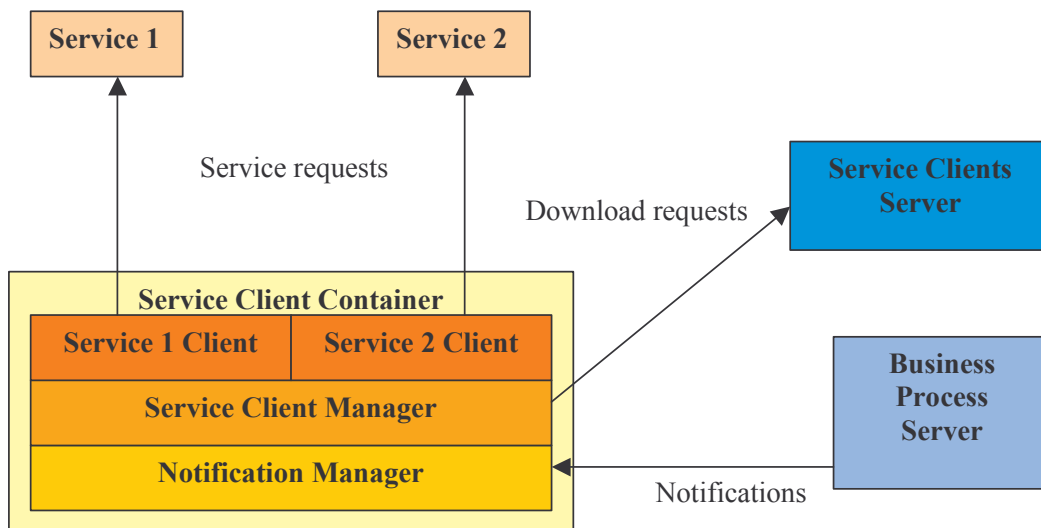 Service 1
Service 2
Service requests
Service Clients
Server
Download requests
Service Client Container
Service 1 Client
Service 2 Client
Business
Process
Server
Service Client Manager
Notification Manager
Notifications